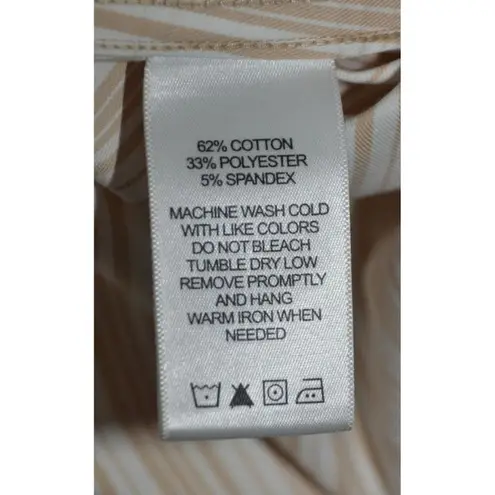 62% COTTON
33% POLYESTER
5% SPANDEX
MACHINE WASH COLD
WITH LIKE COLORS
DO NOT BLEACH
TUMBLE DRY LOW
REMOVE PROMPTLY
AND HANG
WARM IRON WHEN
NEEDED